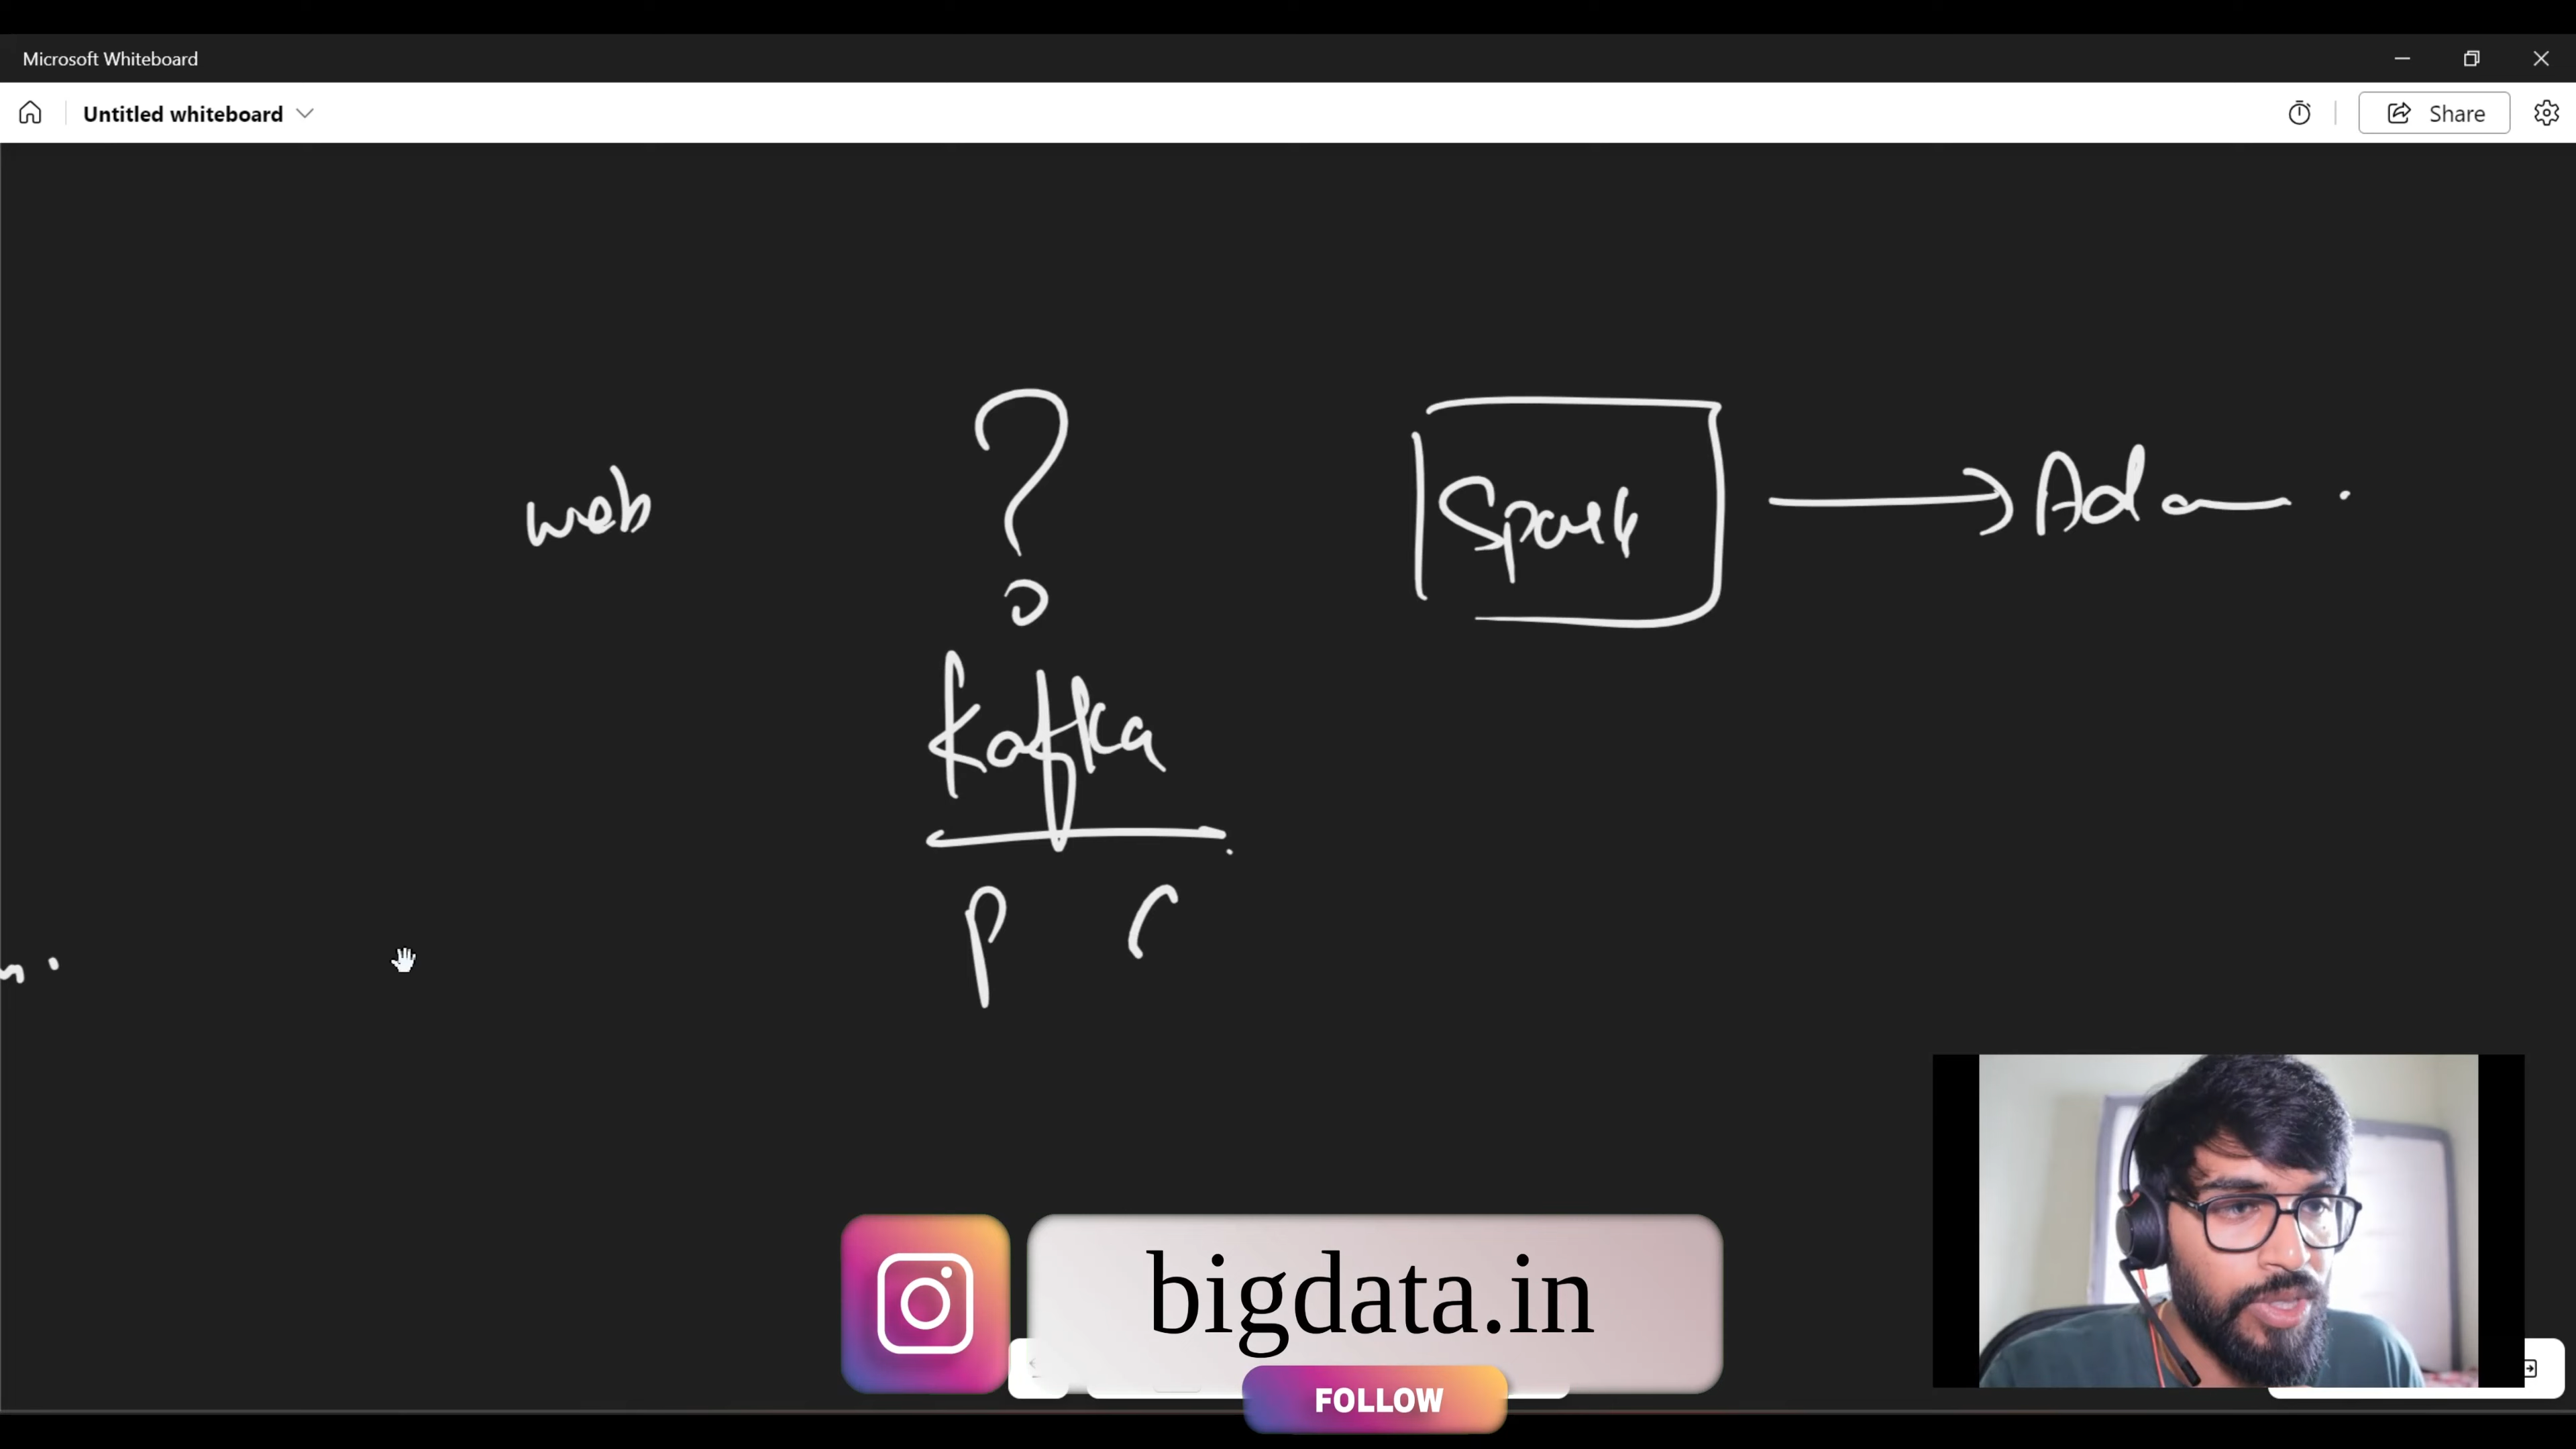 Microsoft Whiteboard
Untitled whiteboard
Share
?
web
Spark
Kafka
P C
bigdata.in
FOLLOW